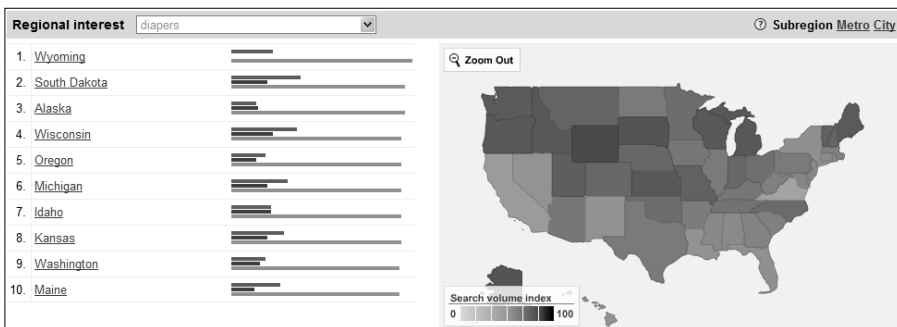 Regional interest diapers Subregion Metro City
1. Wyoming
2. South Dakota
3. Alaska
4. Wisconsin
5. Oregon
6. Michigan
7. Idaho
8. Kansas
9. Washington
10. Maine
Zoom Out
Search volume index
0 100